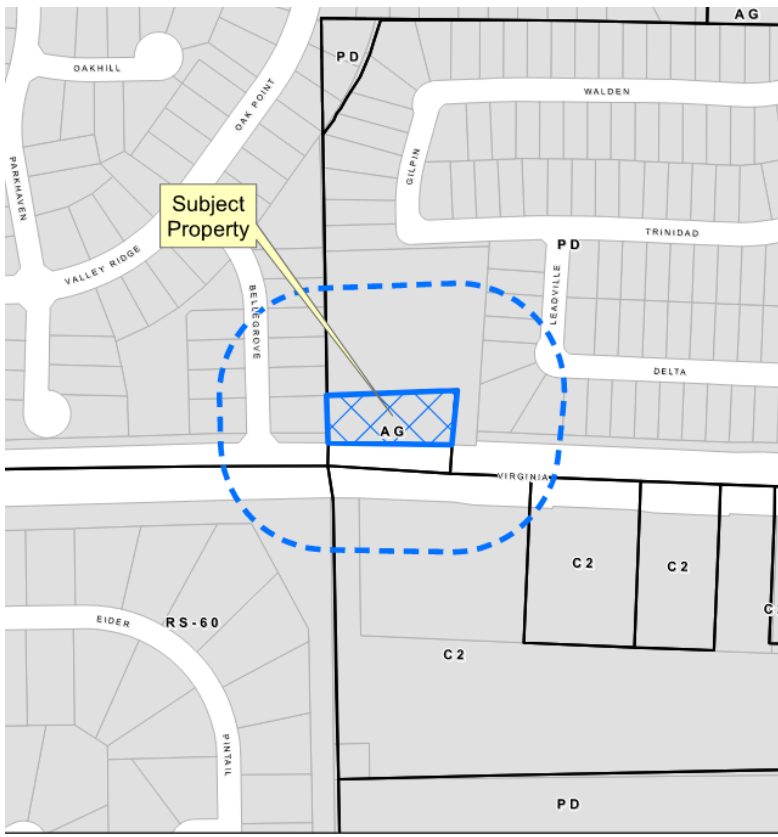 AG
PD
OAKHILL
OAK POINT
WALDEN
PARKHAVEN
GILPIN
Subject
Property
TRINIDAD
PD
VALLEY RIDGE
BELLEGROVE
LEADVILLE
DELTA
AG
VIRGINIA
C2
C2
C2
EIDER
RS-60
C2
PINTAIL
PD